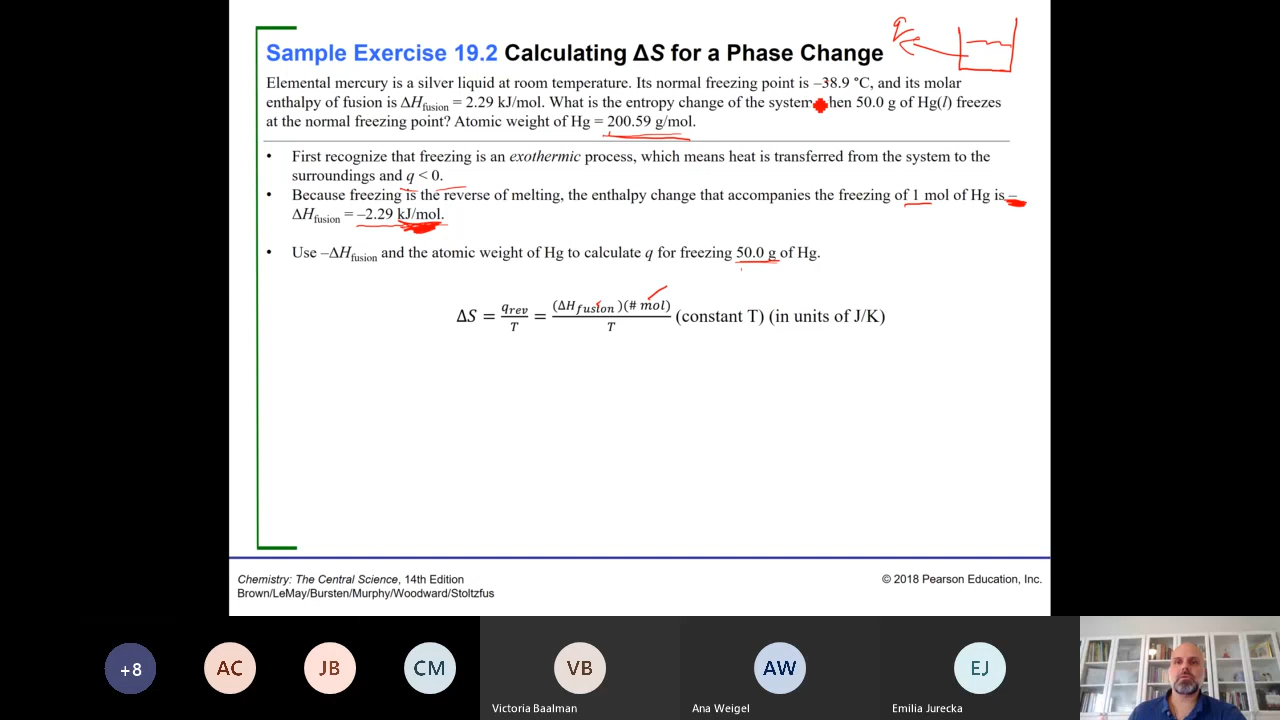 q
Sample Exercise 19.2 Calculating ΔS for a Phase Change
Elemental mercury is a silver liquid at room temperature. Its normal freezing point is –38.9 °C, and its molar
enthalpy of fusion is ΔHfusion = 2.29 kJ/mol. What is the entropy change of the system hen 50.0 g of Hg(l) freezes
at the normal freezing point? Atomic weight of Hg = 200.59 g/mol.
• First recognize that freezing is an exothermic process, which means heat is transferred from the system to the
surroundings and q < 0.
• Because freezing is the reverse of melting, the enthalpy change that accompanies the freezing of 1 mol of Hg is –
ΔHfusion = –2.29 kJ/mol.
• Use –ΔHfusion and the atomic weight of Hg to calculate q for freezing 50.0 g of Hg.
ΔS = qrev/T = (ΔHfusion)(# mol)/T (constant T) (in units of J/K)
Chemistry: The Central Science, 14th Edition
Brown/LeMay/Bursten/Murphy/Woodward/Stoltzfus
© 2018 Pearson Education, Inc.
+8
AC
JB
CM
VB
AW
EJ
Victoria Baalman
Ana Weigel
Emilia Jurecka